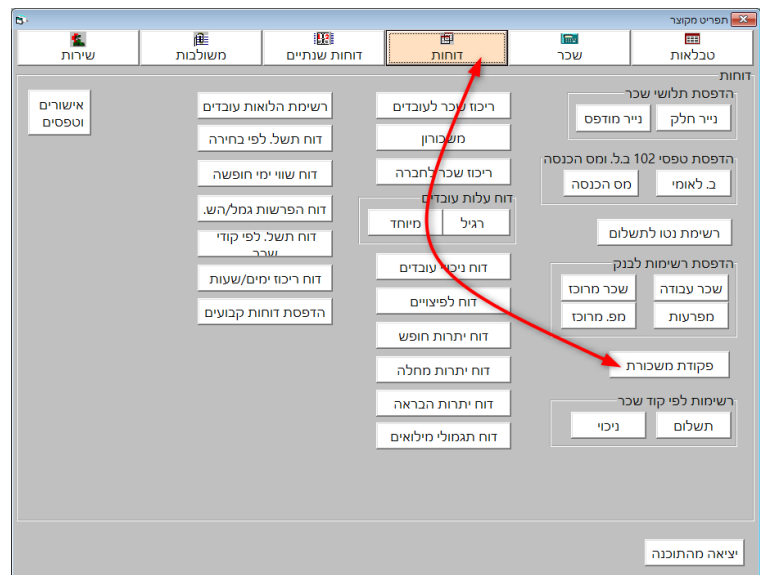 תפריט מקוצר
טבלאות
שכר
דוחות
דוחות שנתיים
משולבות
שירות
דוחות
הדפסת תלושי שכר
נייר חלק
נייר מודפס
הדפסת טפסי 102 ב.ל. ומס הכנסה
ב. לאומי
מס הכנסה
רשימת נטו לתשלום
הדפסת רשימות לבנק
שכר עבודה
שכר מרוכז
מפרעות
מפ. מרוכז
פקודת משכורת
רשימות לפי קוד שכר
תשלום
ניכוי
ריכוז שכר לעובדים
משכורון
ריכוז שכר לחברה
דוח עלות עובדים
רגיל
מיוחד
דוח ניכויי עובדים
דוח לפיצויים
דוח יתרות חופש
דוח יתרות מחלה
דוח יתרות הבראה
דוח תגמולי מילואים
רשימת הלואות עובדים
דוח תשל. לפי בחירה
דוח שווי ימי חופשה
דוח הפרשות גמל/הש.
דוח תשל. לפי קודי
שכר
דוח ריכוז ימים/שעות
הדפסת דוחות קבועים
אישורים
וטפסים
יציאה מהתוכנה